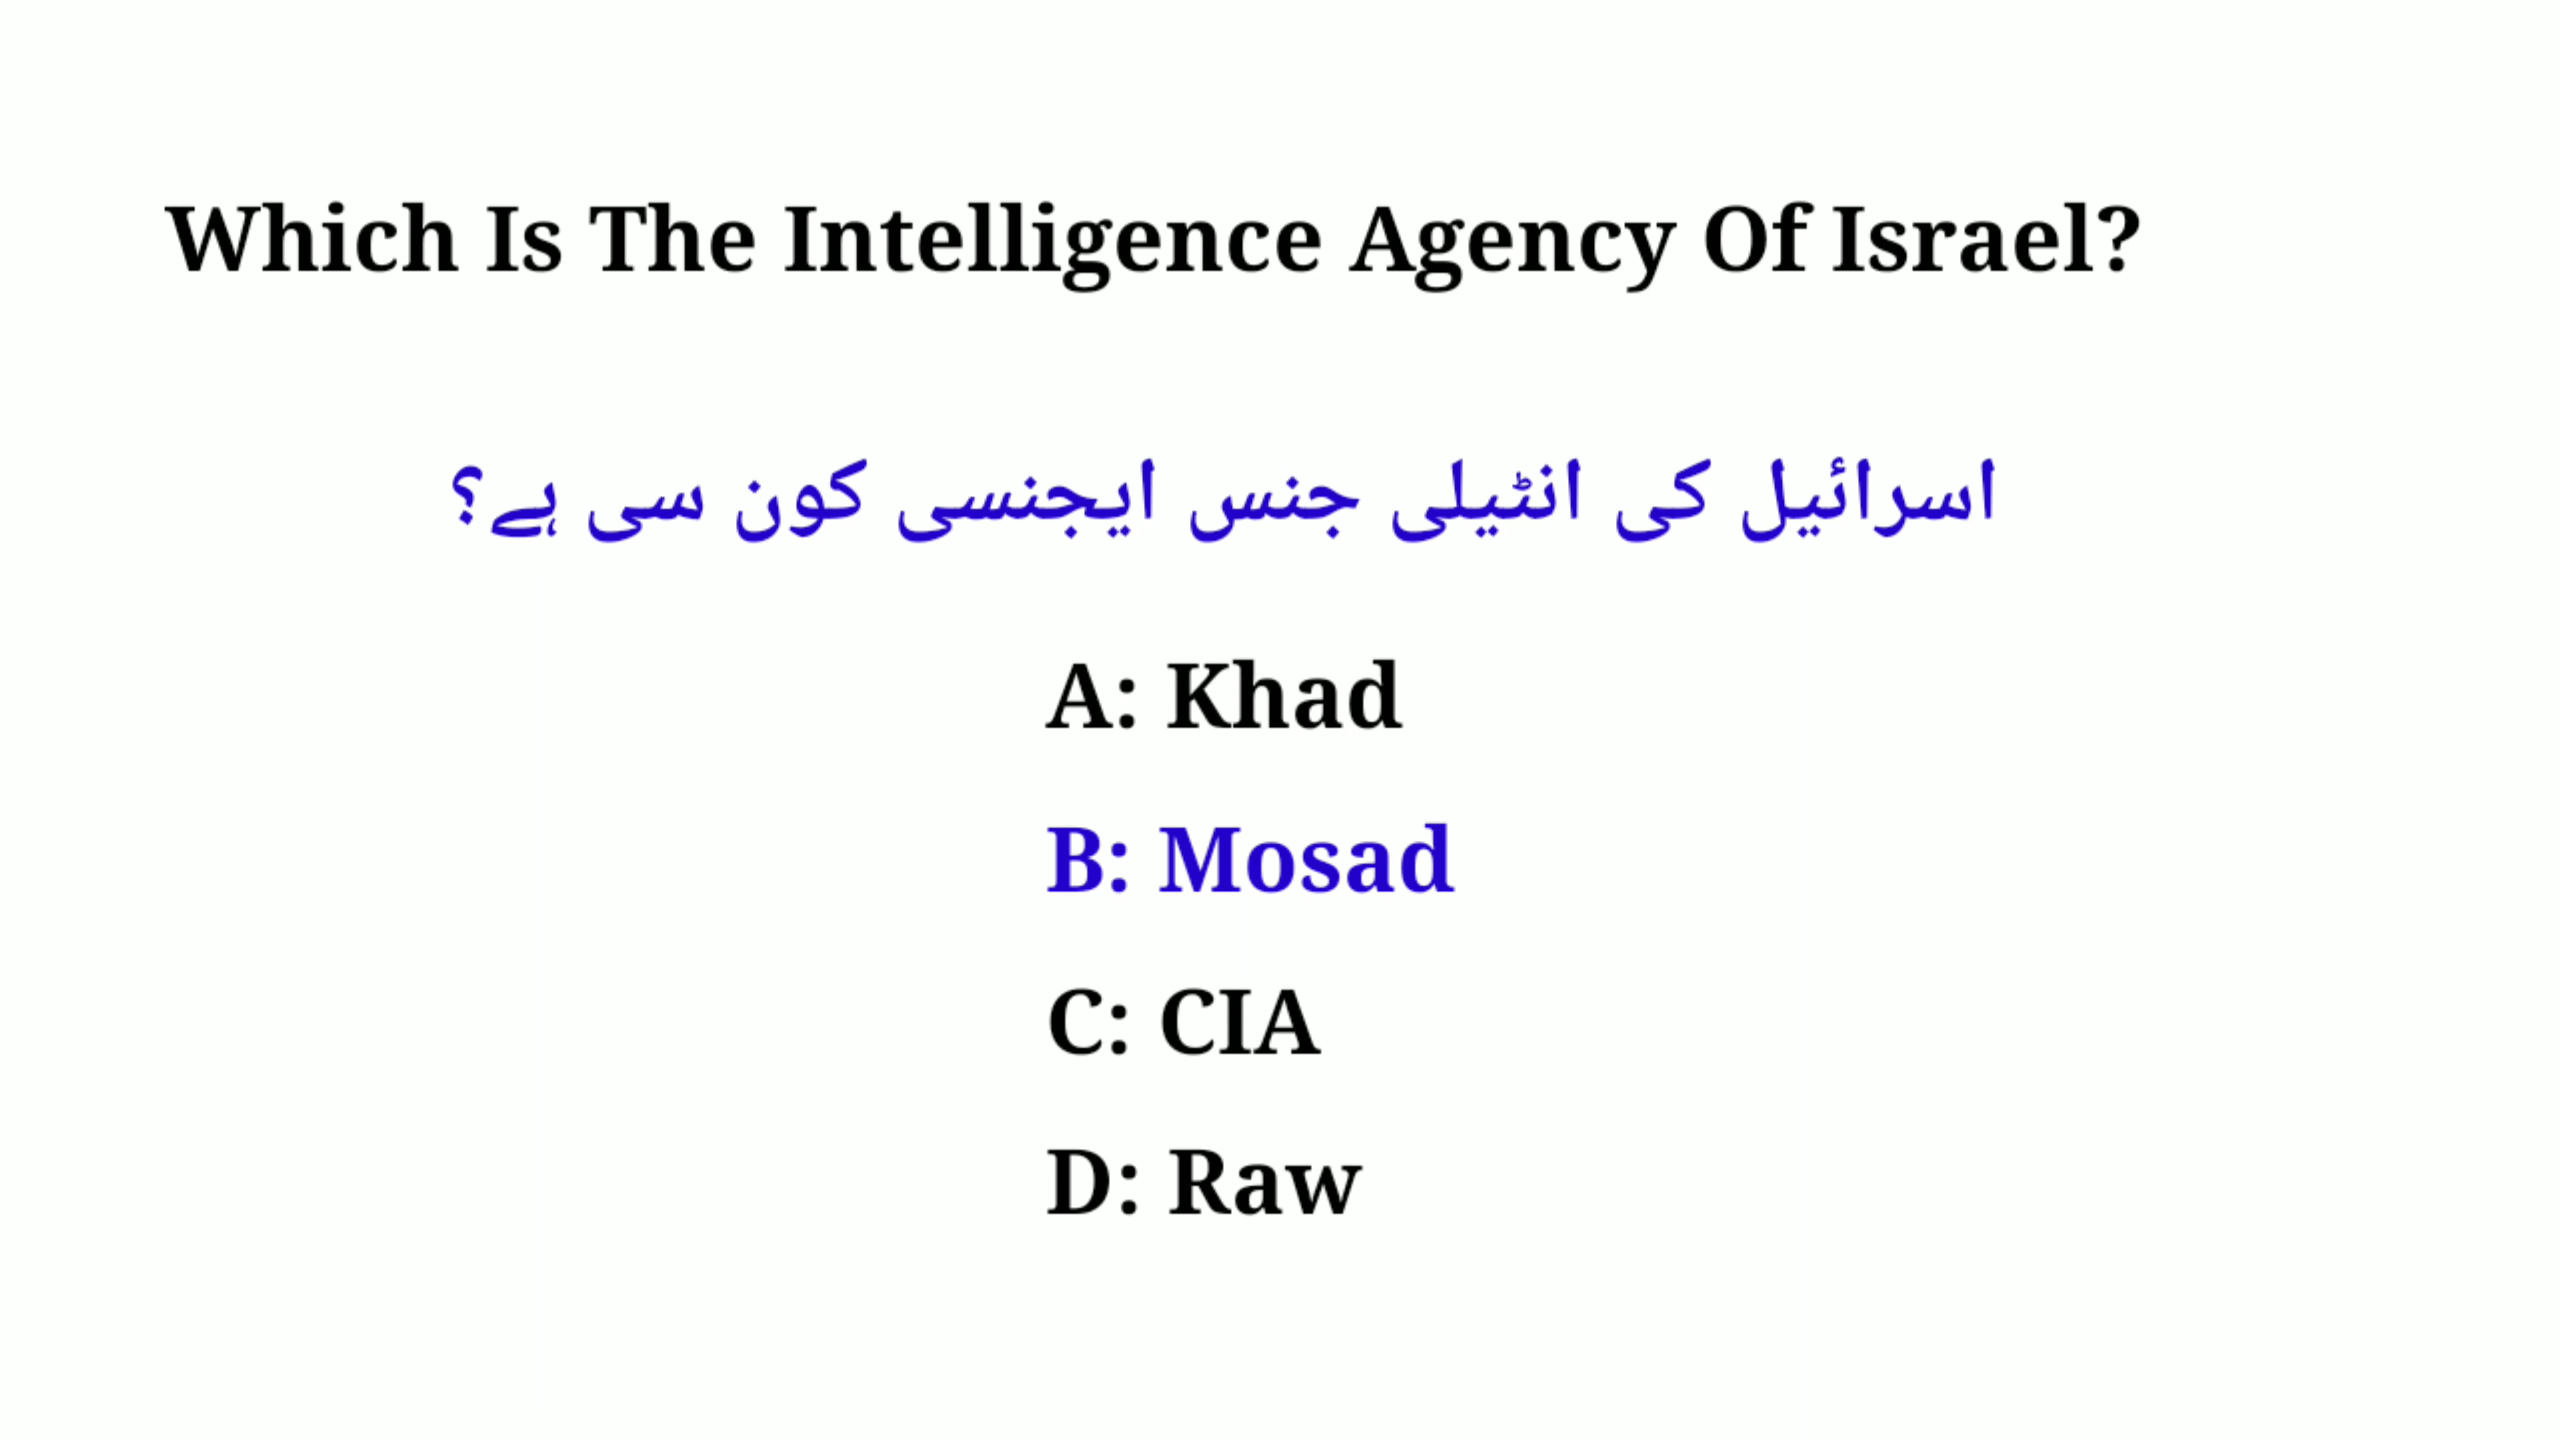 Which Is The Intelligence Agency Of Israel?
اسرائیل کی انٹیلی جنس ایجنسی کون سی ہے؟
A: Khad
B: Mosad
C: CIA
D: Raw